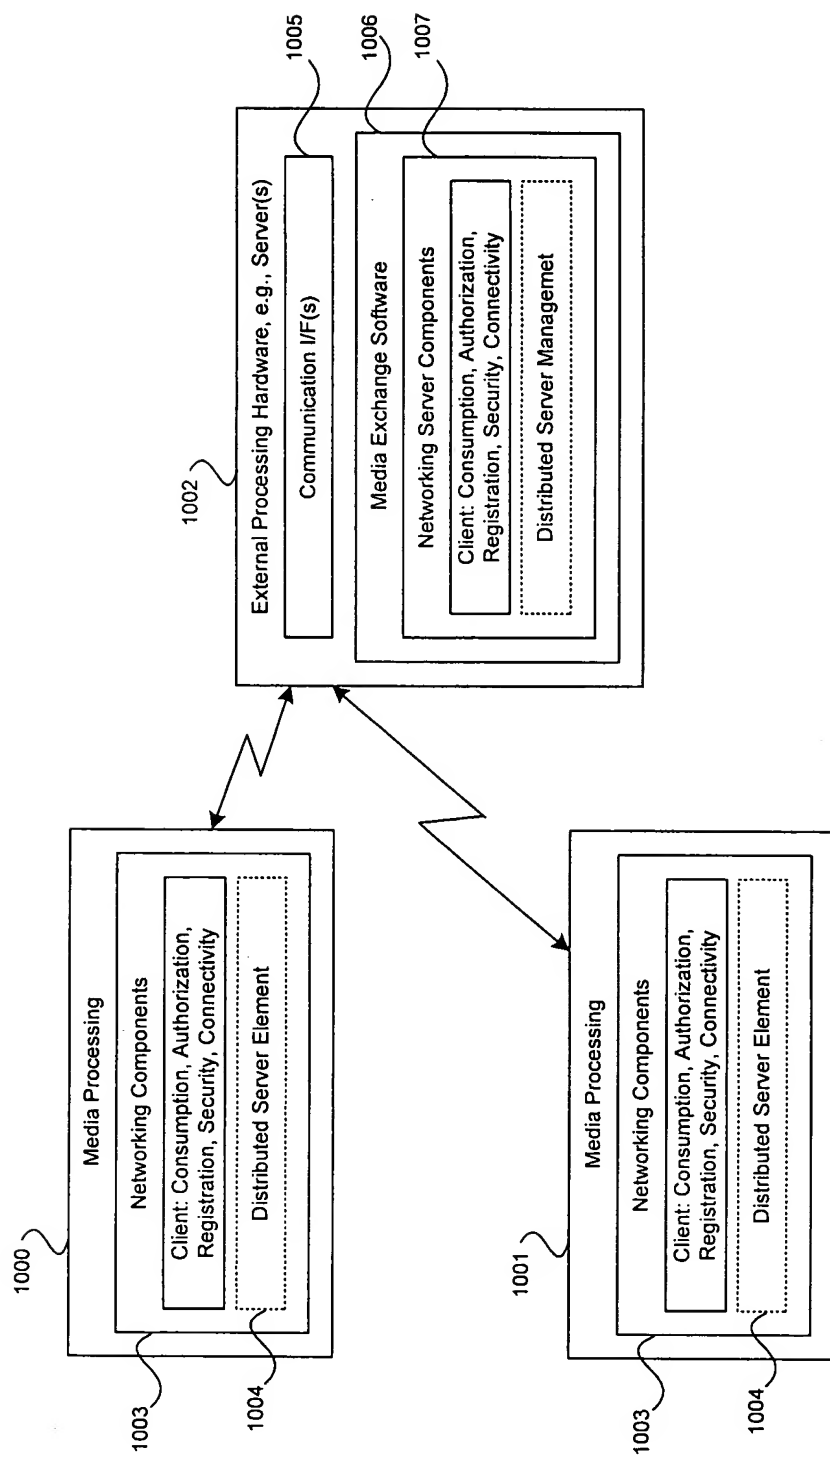 1000
Media Processing
Networking Components
Client: Consumption, Authorization,
Registration, Security, Connectivity
Distributed Server Element
1003
1004
1002
External Processing Hardware, e.g., Server(s)
Communication I/F(s)
Media Exchange Software
Networking Server Components
Client: Consumption, Authorization,
Registration, Security, Connectivity
Distributed Server Managemet
1005
1006
1007
1001
Media Processing
Networking Components
Client: Consumption, Authorization,
Registration, Security, Connectivity
Distributed Server Element
1003
1004